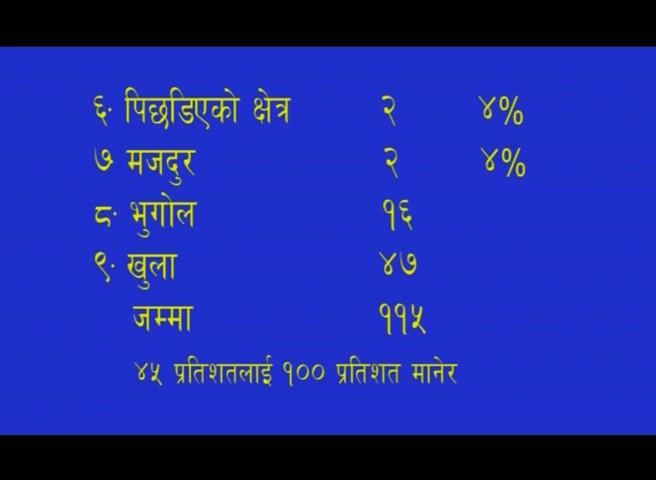 ६. पिछडिएको क्षेत्र २ ४%
७ मजदुर २ ४%
८. भुगोल १६
९. खुला ४७
जम्मा ११५
४५ प्रतिशतलाई १०० प्रतिशत मानेर